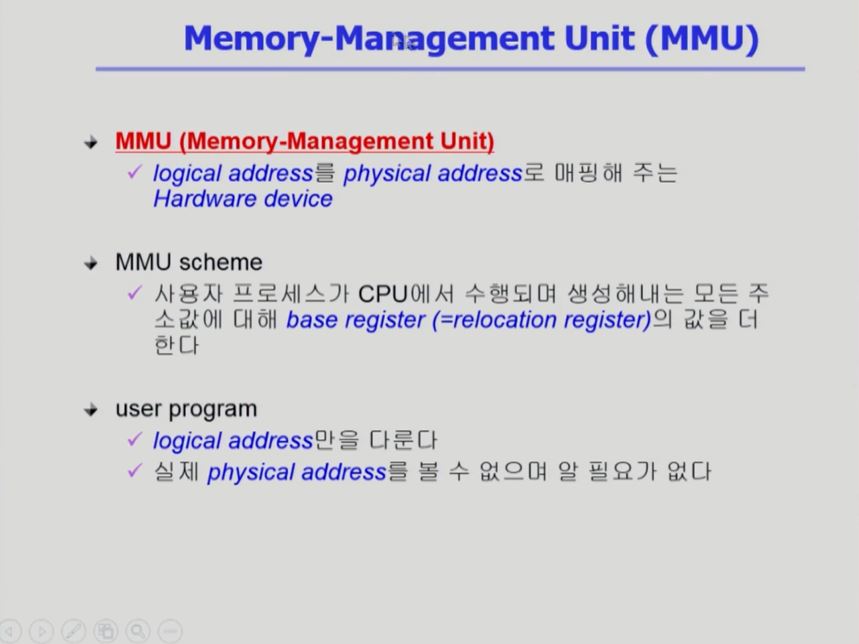 Memory-Management Unit (MMU)
MMU (Memory-Management Unit)
logical address를 physical address로 매핑해 주는
Hardware device
MMU scheme
사용자 프로세스가 CPU에서 수행되며 생성해내는 모든 주
소값에 대해 base register (=relocation register)의 값을 더
한다
user program
logical address만을 다룬다
실제 physical address를 볼 수 없으며 알 필요가 없다